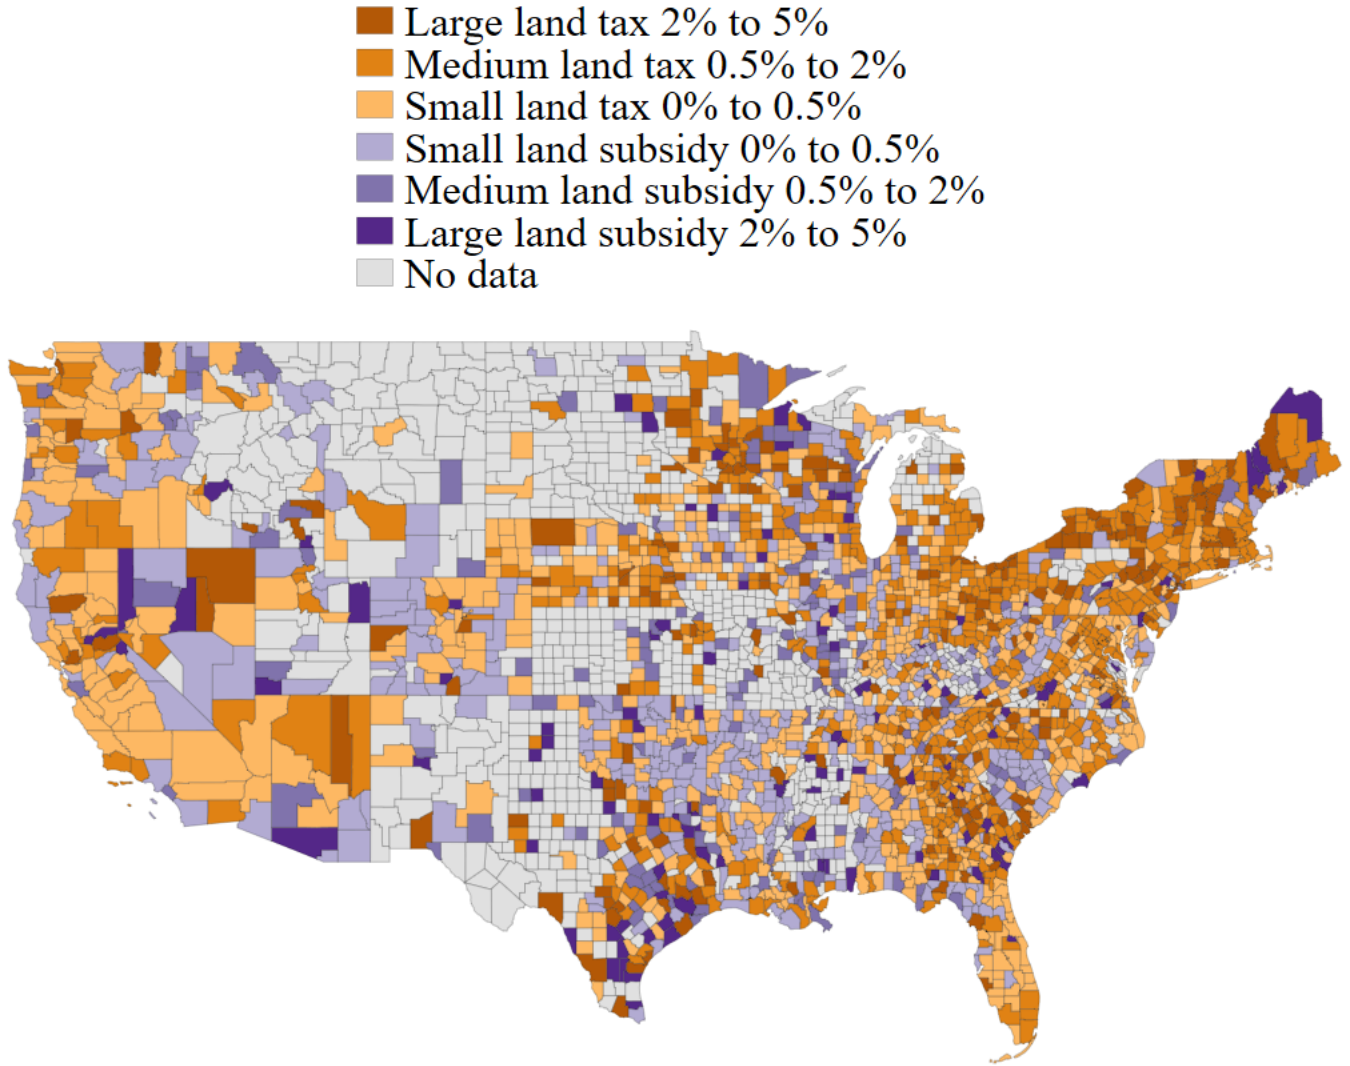 Large land tax 2% to 5%
Medium land tax 0.5% to 2%
Small land tax 0% to 0.5%
Small land subsidy 0% to 0.5%
Medium land subsidy 0.5% to 2%
Large land subsidy 2% to 5%
No data